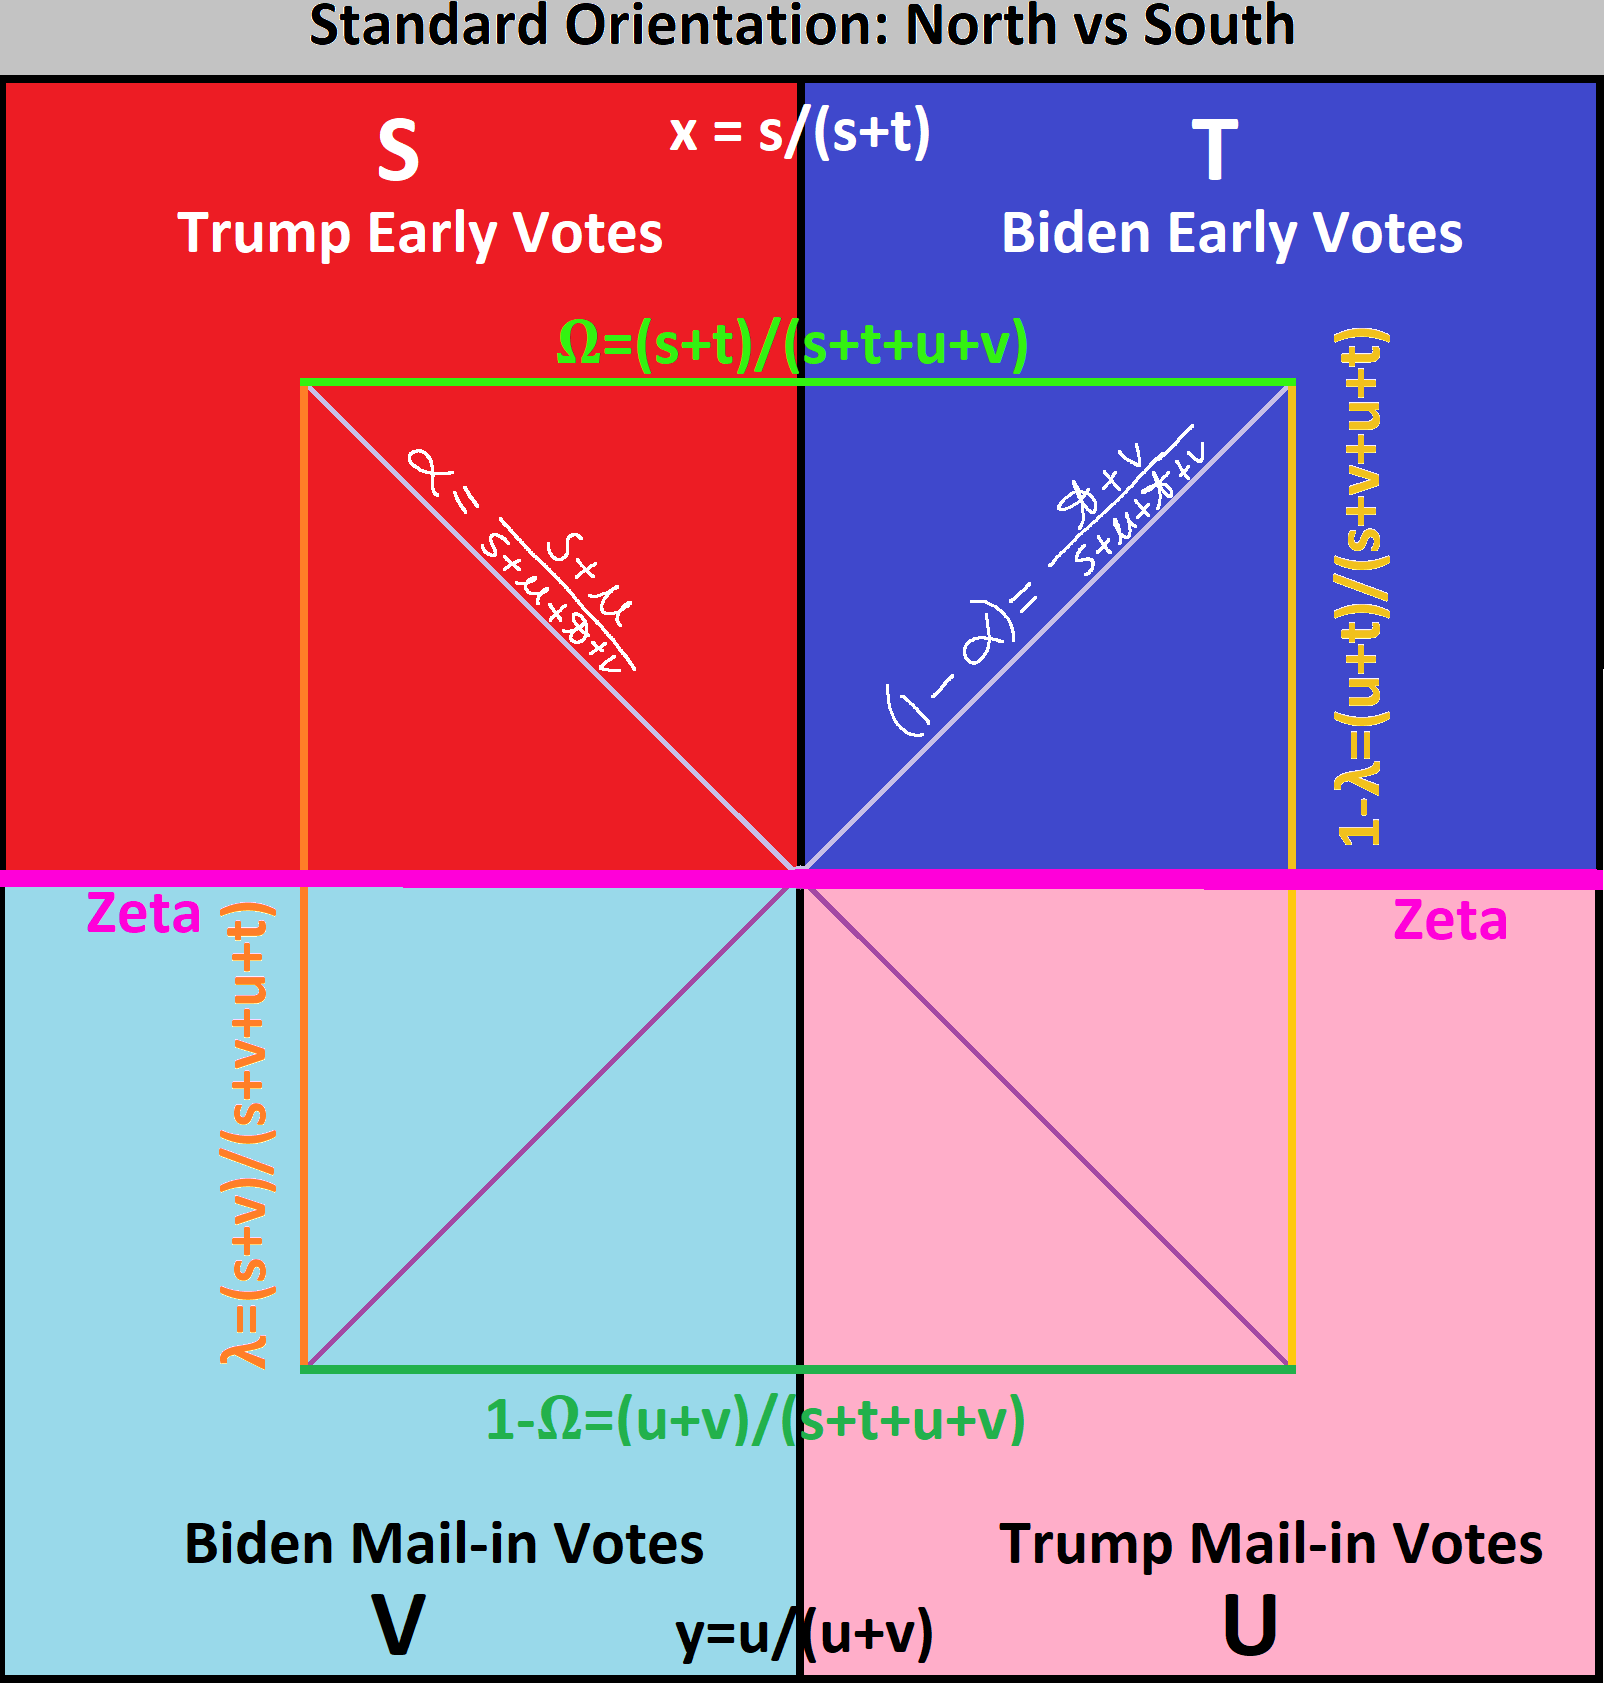 Standard Orientation: North vs South
S
x = s/(s+t)
T
Trump Early Votes
Biden Early Votes
Ω=(s+t)/(s+t+u+v)
1-λ=(u+t)/(s+v+u+t)
α= s+u
s+u+t+v
(1-α)= t+v
s+u+t+v
Zeta
Zeta
λ=(s+v)/(s+v+u+t)
1-Ω=(u+v)/(s+t+u+v)
Biden Mail-in Votes
Trump Mail-in Votes
V
y=u/(u+v)
U